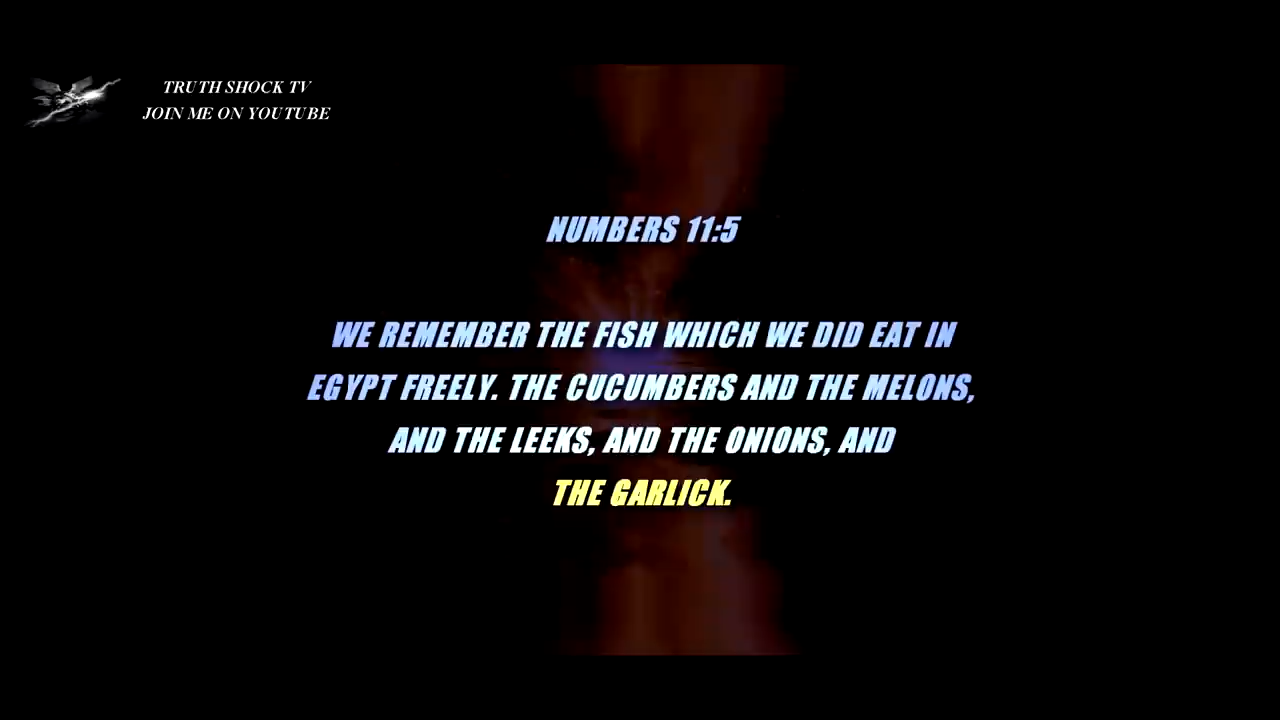 TRUTH SHOCK TV
JOIN ME ON YOUTUBE
NUMBERS 11:5
WE REMEMBER THE FISH WHICH WE DID EAT IN
EGYPT FREELY. THE CUCUMBERS AND THE MELONS,
AND THE LEEKS, AND THE ONIONS, AND
THE GARLICK.